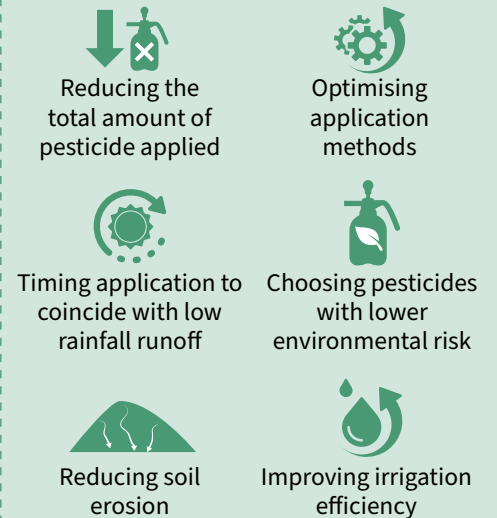 Reducing the
total amount of
pesticide applied
Optimising
application
methods
Timing application to
coincide with low
rainfall runoff
Choosing pesticides
with lower
environmental risk
Reducing soil
erosion
Improving irrigation
efficiency